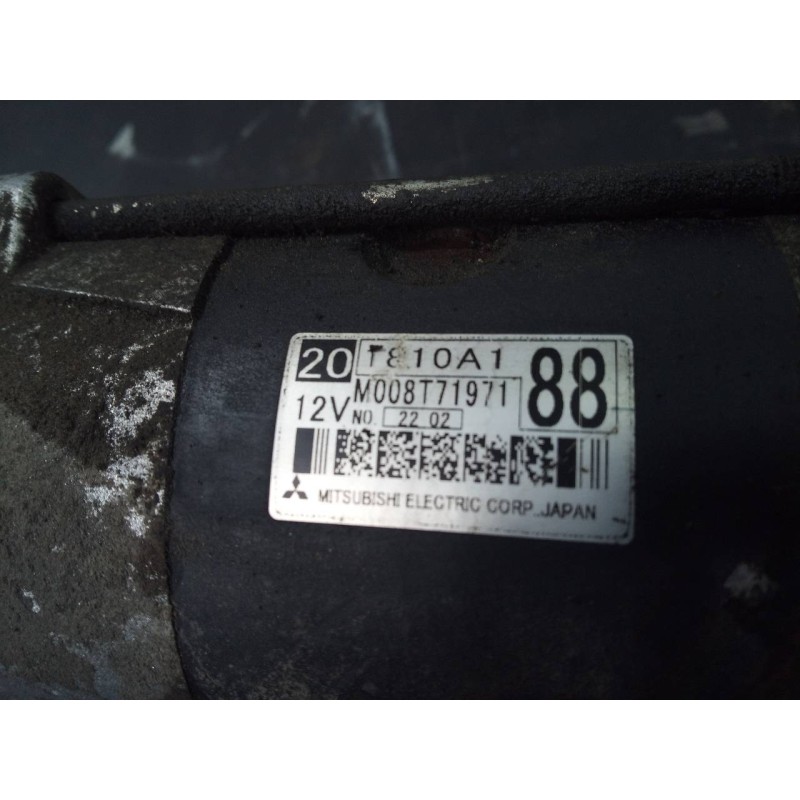 20 T810A1 88
M008T71971
12V NO. 22 02
MITSUBISHI ELECTRIC CORP. JAPAN